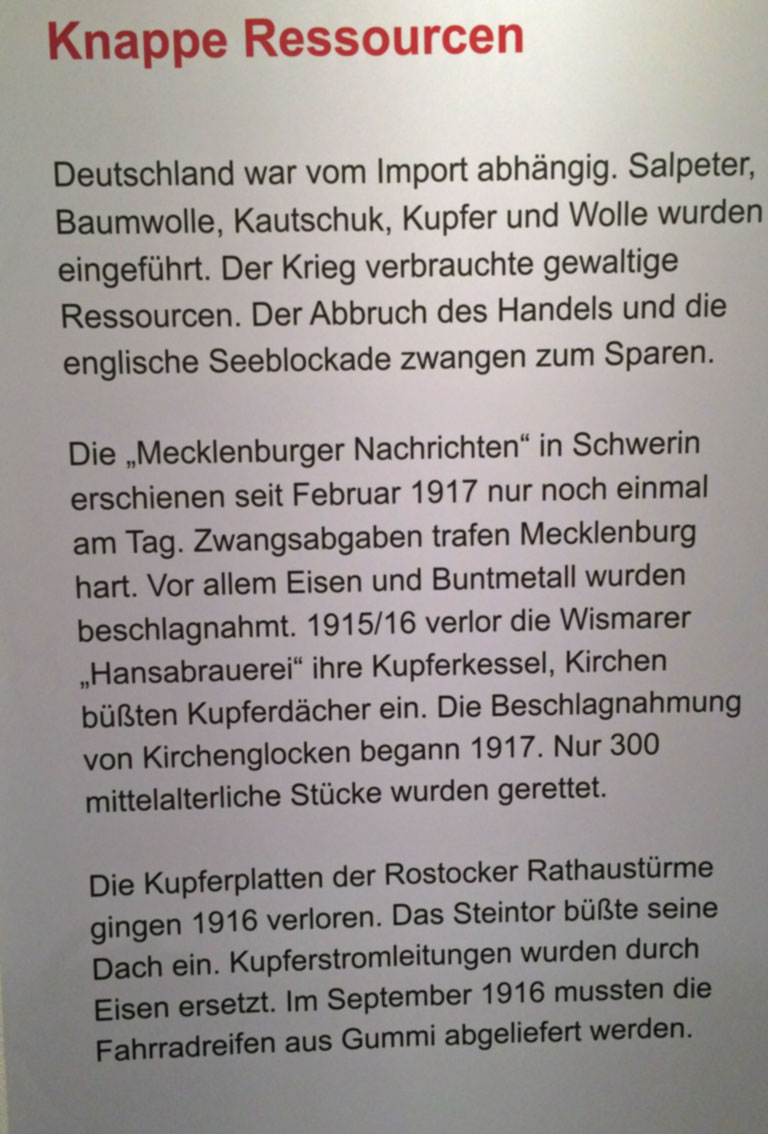 Knappe Ressourcen
Deutschland war vom Import abhängig. Salpeter,
Baumwolle, Kautschuk, Kupfer und Wolle wurden
eingeführt. Der Krieg verbrauchte gewaltige
Ressourcen. Der Abbruch des Handels und die
englische Seeblockade zwangen zum Sparen.
Die „Mecklenburger Nachrichten“ in Schwerin
erschienen seit Februar 1917 nur noch einmal
am Tag. Zwangsabgaben trafen Mecklenburg
hart. Vor allem Eisen und Buntmetall wurden
beschlagnahmt. 1915/16 verlor die Wismarer
„Hansabrauerei“ ihre Kupferkessel, Kirchen
büßten Kupferdächer ein. Die Beschlagnahmung
von Kirchenglocken begann 1917. Nur 300
mittelalterliche Stücke wurden gerettet.
Die Kupferplatten der Rostocker Rathaustürme
gingen 1916 verloren. Das Steintor büßte seine
Dach ein. Kupferstromleitungen wurden durch
Eisen ersetzt. Im September 1916 mussten die
Fahrradreifen aus Gummi abgeliefert werden.